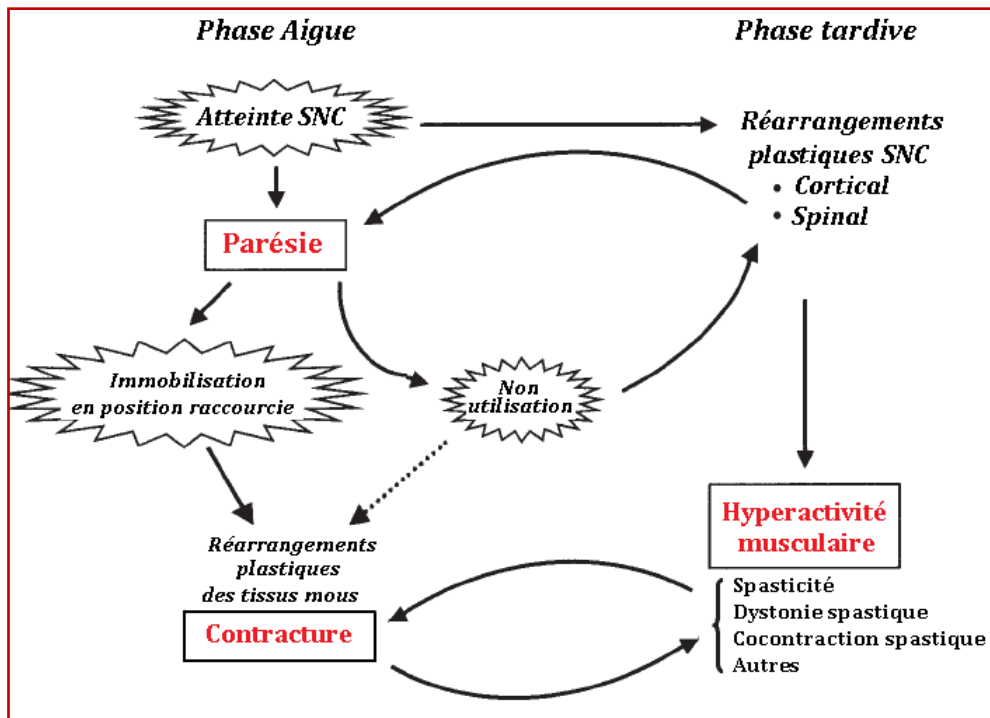 Phase Aigue
Phase tardive
Atteinte SNC
Réarrangements
plastiques SNC
• Cortical
• Spinal
Parésie
Immobilisation
en position raccourcie
Non
utilisation
Réarrangements
plastiques
des tissus mous
Contracture
Hyperactivité
musculaire
Spasticité
Dystonie spastique
Cocontraction spastique
Autres